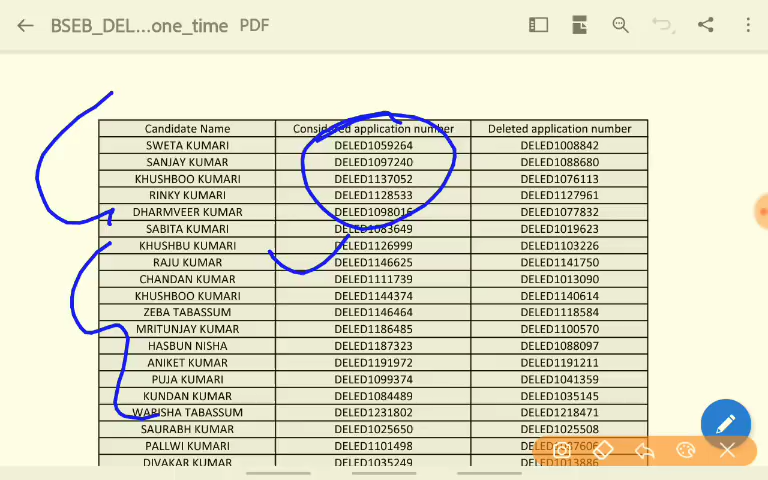 BSEB_DEL...one_time PDF
Candidate Name Considered application number Deleted application number
SWETA KUMARI DELED1059264 DELED1008842
SANJAY KUMAR DELED1097240 DELED1088680
KHUSHBOO KUMARI DELED1137052 DELED1076113
RINKY KUMARI DELED1128533 DELED1127961
DHARMVEER KUMAR DELED1098016 DELED1077832
SABITA KUMARI DELED1083649 DELED1019623
KHUSHBU KUMARI DELED1126999 DELED1103226
RAJU KUMAR DELED1146625 DELED1141750
CHANDAN KUMAR DELED1111739 DELED1013090
KHUSHBOO KUMARI DELED1144374 DELED1140614
ZEBA TABASSUM DELED1146464 DELED1118584
MRITUNJAY KUMAR DELED1186485 DELED1100570
HASBUN NISHA DELED1187323 DELED1088097
ANIKET KUMAR DELED1191972 DELED1191211
PUJA KUMARI DELED1099374 DELED1041359
KUNDAN KUMAR DELED1084489 DELED1035145
WARISHA TABASSUM DELED1231802 DELED1218471
SAURABH KUMAR DELED1025650 DELED1025508
PALLWI KUMARI DELED1101498
DIVAKAR KUMAR DELED1035249 DELED1013886